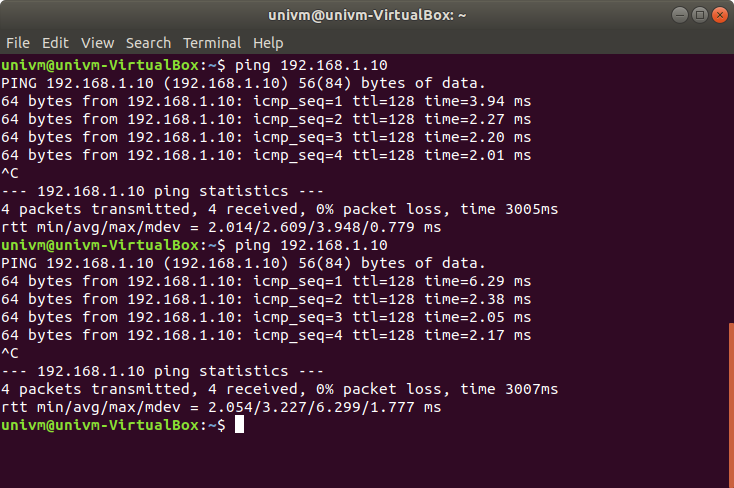 univm@univm-VirtualBox: ~
File Edit View Search Terminal Help
univm@univm-VirtualBox:~$ ping 192.168.1.10
PING 192.168.1.10 (192.168.1.10) 56(84) bytes of data.
64 bytes from 192.168.1.10: icmp_seq=1 ttl=128 time=3.94 ms
64 bytes from 192.168.1.10: icmp_seq=2 ttl=128 time=2.27 ms
64 bytes from 192.168.1.10: icmp_seq=3 ttl=128 time=2.20 ms
64 bytes from 192.168.1.10: icmp_seq=4 ttl=128 time=2.01 ms
^C
--- 192.168.1.10 ping statistics ---
4 packets transmitted, 4 received, 0% packet loss, time 3005ms
rtt min/avg/max/mdev = 2.014/2.609/3.948/0.779 ms
univm@univm-VirtualBox:~$ ping 192.168.1.10
PING 192.168.1.10 (192.168.1.10) 56(84) bytes of data.
64 bytes from 192.168.1.10: icmp_seq=1 ttl=128 time=6.29 ms
64 bytes from 192.168.1.10: icmp_seq=2 ttl=128 time=2.38 ms
64 bytes from 192.168.1.10: icmp_seq=3 ttl=128 time=2.05 ms
64 bytes from 192.168.1.10: icmp_seq=4 ttl=128 time=2.17 ms
^C
--- 192.168.1.10 ping statistics ---
4 packets transmitted, 4 received, 0% packet loss, time 3007ms
rtt min/avg/max/mdev = 2.054/3.227/6.299/1.777 ms
univm@univm-VirtualBox:~$